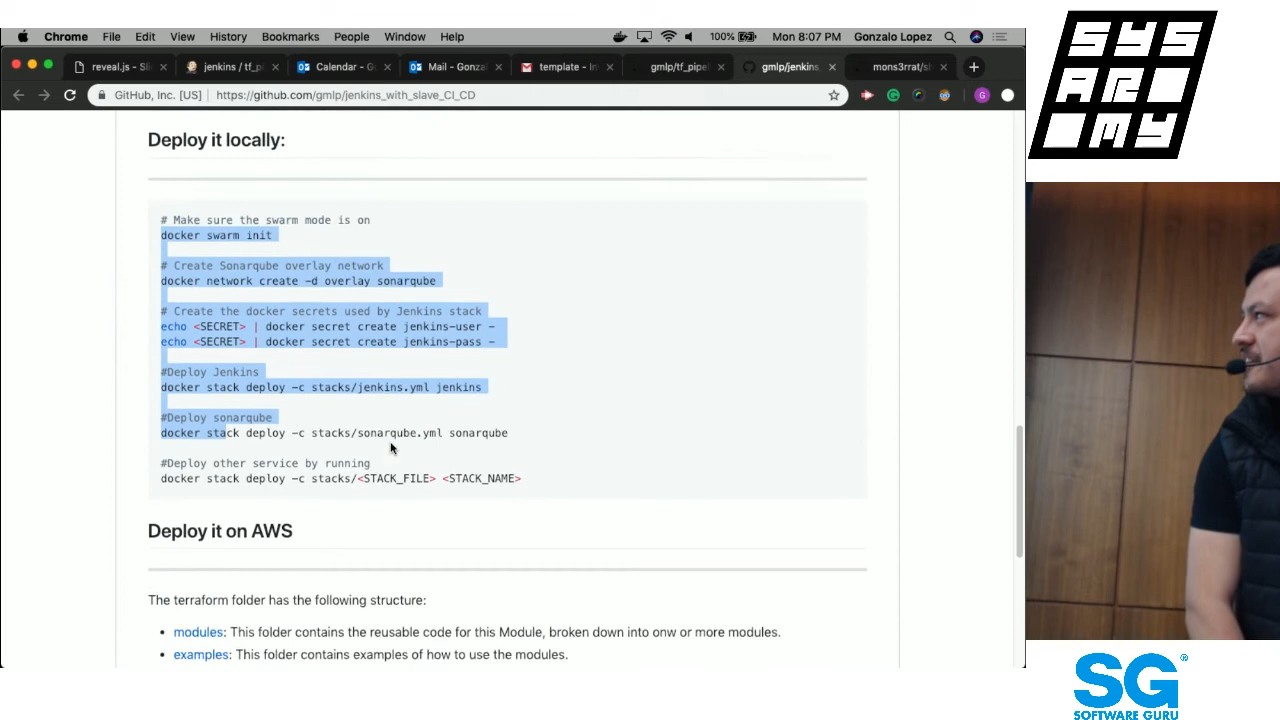 Chrome File Edit View History Bookmarks People Window Help 100% Mon 8:07 PM Gonzalo Lopez
reveal.js - Sli jenkins / tf_p Calendar - G Mail - Gonza template - In gmlp/tf_pipel gmlp/jenkins_ mons3rrat/s
GitHub, Inc. [US] https://github.com/gmlp/jenkins_with_slave_CI_CD
G
Deploy it locally:
# Make sure the swarm mode is on
docker swarm init
# Create Sonarqube overlay network
docker network create -d overlay sonarqube
# Create the docker secrets used by Jenkins stack
echo <SECRET> | docker secret create jenkins-user -
echo <SECRET> | docker secret create jenkins-pass -
#Deploy Jenkins
docker stack deploy -c stacks/jenkins.yml jenkins
#Deploy sonarqube
docker stack deploy -c stacks/sonarqube.yml sonarqube
#Deploy other service by running
docker stack deploy -c stacks/<STACK_FILE> <STACK_NAME>
Deploy it on AWS
The terraform folder has the following structure:
• modules: This folder contains the reusable code for this Module, broken down into onw or more modules.
• examples: This folder contains examples of how to use the modules.
SYS
AR
MY
SG®
SOFTWARE GURU